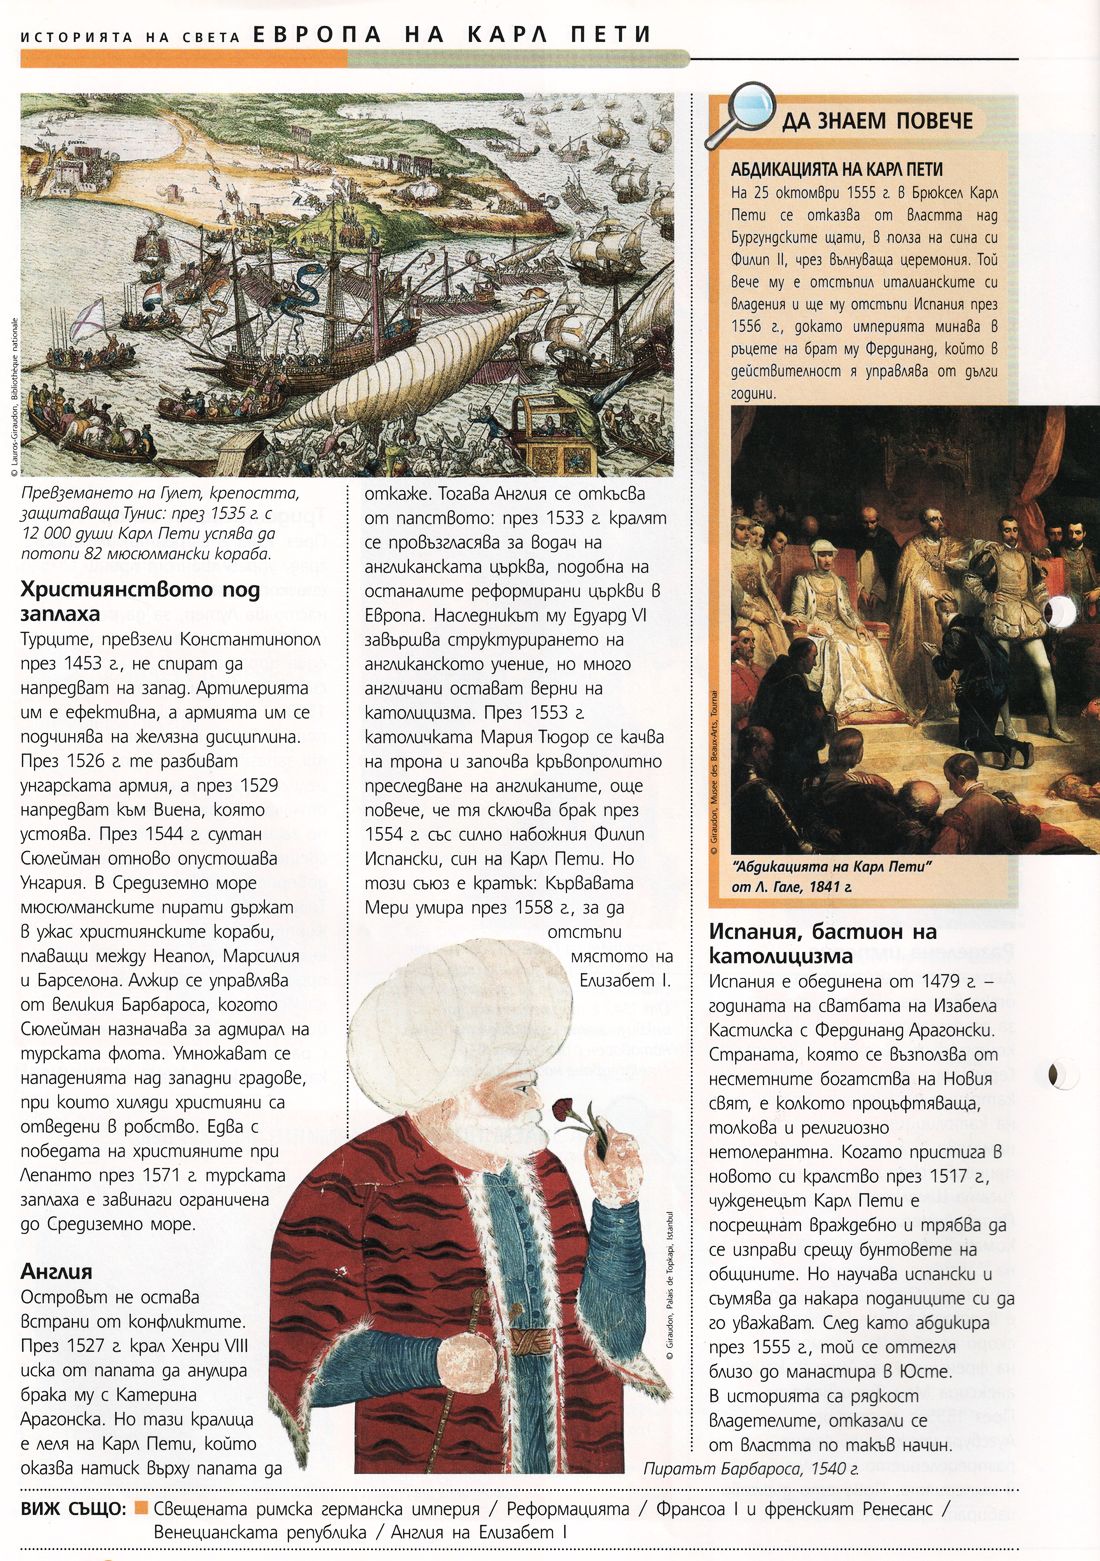 ИСТОРИЯТА НА СВЕТА ЕВРОПА НА КАРЛ ПЕТИ
© Lauros-Giraudon, Bibliothèque nationale
Превземането на Гулет, крепостта,
защитаваща Тунис: през 1535 г. с
12 000 души Карл Пети успява да
потопи 82 мюсюлмански кораба.
Християнството под
заплаха
Турците, превзели Константинопол
през 1453 г., не спират да
напредват на запад. Артилерията
им е ефективна, а армията им се
подчинява на желязна дисциплина.
През 1526 г. те разбиват
унгарската армия, а през 1529
напредват към Виена, която
устоява. През 1544 г. султан
Сюлейман отново опустошава
Унгария. В Средиземно море
мюсюлманските пирати държат
в ужас християнските кораби,
плаващи между Неапол, Марсилия
и Барселона. Алжир се управлява
от великия Барбароса, когото
Сюлейман назначава за адмирал на
турската флота. Умножават се
нападенията над западни градове,
при които хиляди християни са
отведени в робство. Едва с
победата на християните при
Лепанто през 1571 г. турската
заплаха е завинаги ограничена
до Средиземно море.
Англия
Островът не остава
встрани от конфликтите.
През 1527 г. крал Хенри VIII
иска от папата да анулира
брака му с Катерина
Арагонска. Но тази кралица
е леля на Карл Пети, който
оказва натиск върху папата да
откаже. Тогава Англия се откъсва
от папството: през 1533 г. кралят
се провъзгласява за водач на
англиканската църква, подобна на
останалите реформирани църкви в
Европа. Наследникът му Едуард VI
завършва структурирането на
англиканското учение, но много
англичани остават верни на
католицизма. През 1553 г.
католичката Мария Тюдор се качва
на трона и започва кръвопролитно
преследване на англиканите, още
повече, че тя сключва брак през
1554 г. със силно набожния Филип
Испански, син на Карл Пети. Но
този съюз е кратък: Кървавата
Мери умира през 1558 г., за да
отстъпи
мястото на
Елизабет I.
© Giraudon, Palais de Topkapi, Istanbul
Пиратът Барбароса, 1540 г.
ДА ЗНАЕМ ПОВЕЧЕ
АБДИКАЦИЯТА НА КАРЛ ПЕТИ
На 25 октомври 1555 г. в Брюксел Карл
Пети се отказва от властта над
Бургундските щати, в полза на сина си
Филип II, чрез вълнуваща церемония. Той
вече му е отстъпил италианските си
владения и ще му отстъпи Испания през
1556 г., докато империята минава в
ръцете на брат му Фердинанд, който в
действителност я управлява от дълги
години.
© Giraudon, Musee des Beaux-Arts, Tournai
“Абдикацията на Карл Пети”
от Л. Гале, 1841 г.
Испания, бастион на
католицизма
Испания е обединена от 1479 г. –
годината на сватбата на Изабела
Кастилска с Фердинанд Арагонски.
Страната, която се възползва от
несметните богатства на Новия
свят, е колкото процъфтяваща,
толкова и религиозно
нетолерантна. Когато пристига в
новото си кралство през 1517 г.,
чужденецът Карл Пети е
посрещнат враждебно и трябва да
се изправи срещу бунтовете на
общините. Но научава испански и
съумява да накара поданиците си да
го уважават. След като абдикира
през 1555 г., той се оттегля
близо до манастира в Юсте.
В историята са рядкост
владетелите, отказали се
от властта по такъв начин.
ВИЖ СЪЩО: Свещената римска германска империя / Реформацията / Франсоа I и френският Ренесанс /
Венецианската република / Англия на Елизабет I